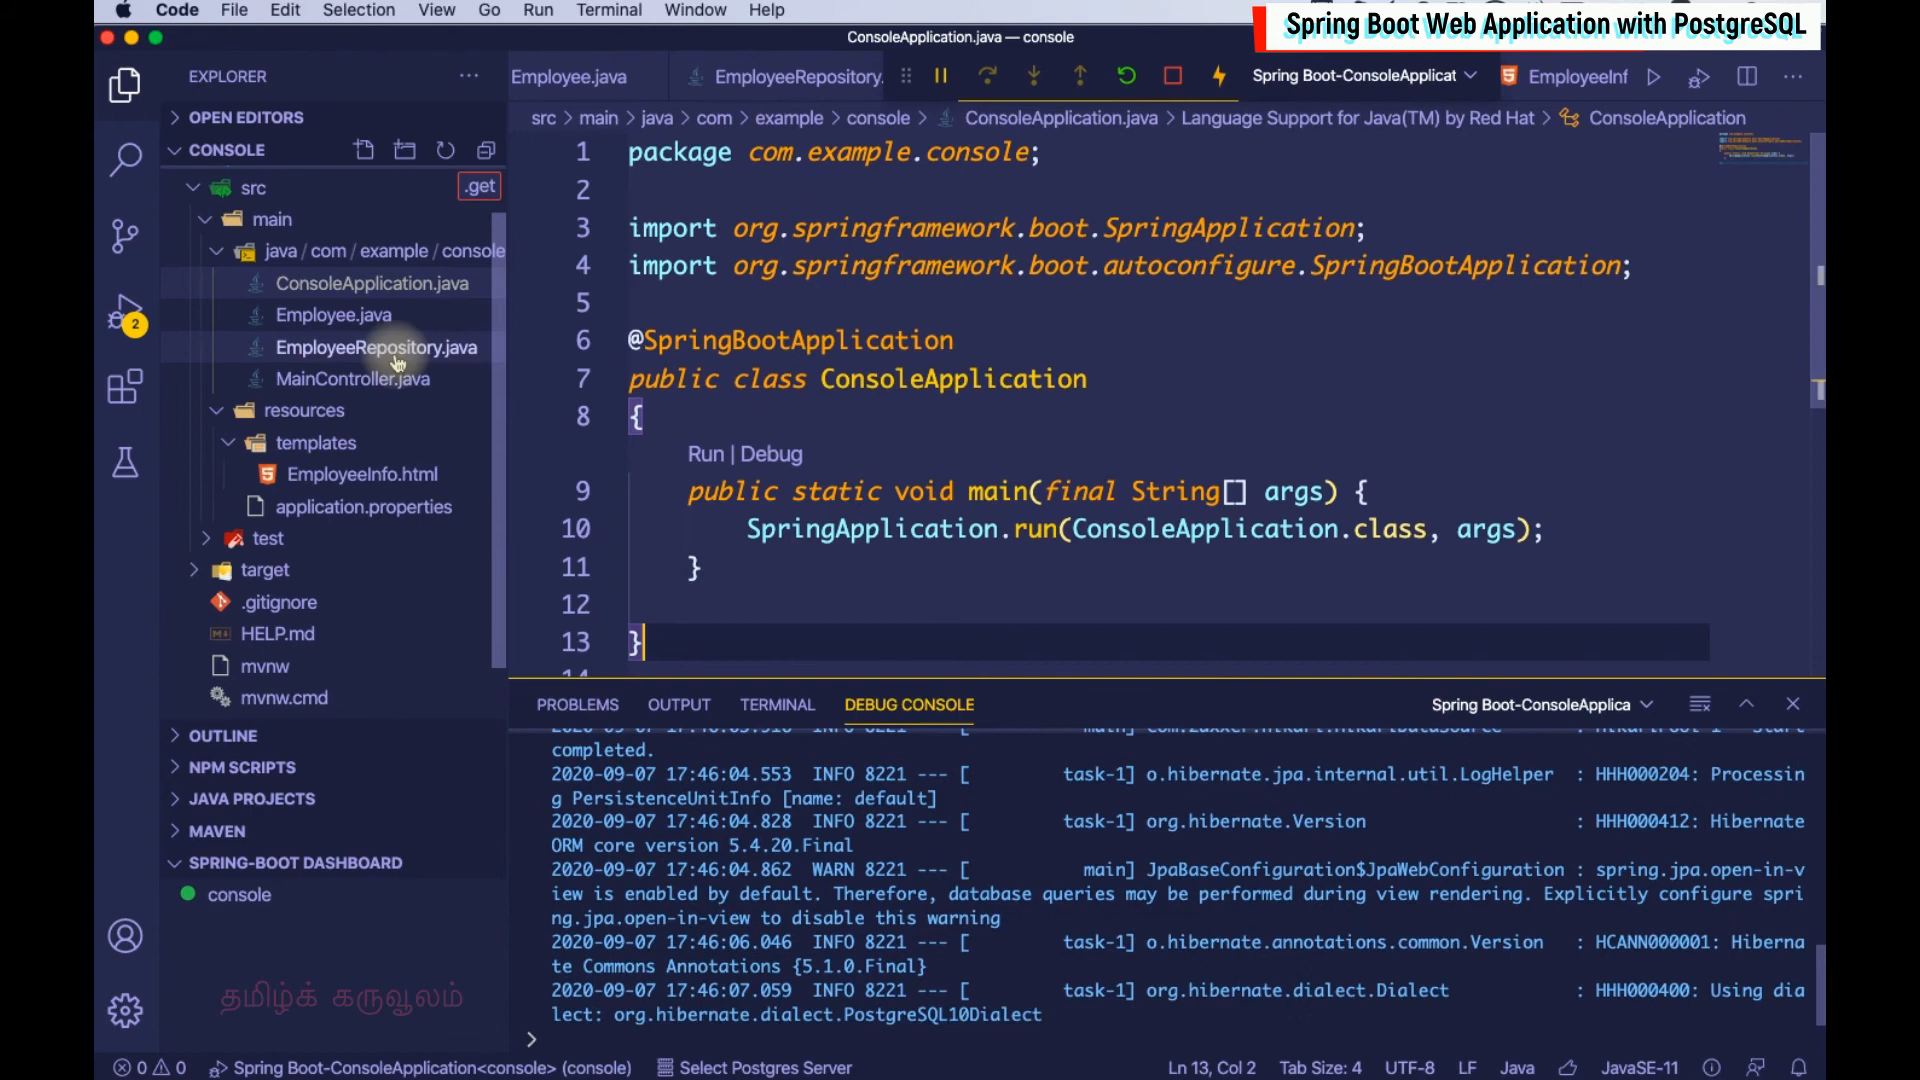 Code File Edit Selection View Go Run Terminal Window Help
Spring Boot Web Application with PostgreSQL
ConsoleApplication.java — console
EXPLORER
Employee.java
EmployeeRepository.
Spring Boot-ConsoleApplicat
EmployeeInf
OPEN EDITORS
src > main > java > com > example > console > ConsoleApplication.java > Language Support for Java(TM) by Red Hat > ConsoleApplication
CONSOLE
src
.get
main
java / com / example / console
ConsoleApplication.java
Employee.java
EmployeeRepository.java
MainController.java
resources
templates
EmployeeInfo.html
application.properties
test
target
.gitignore
HELP.md
mvnw
mvnw.cmd
OUTLINE
NPM SCRIPTS
JAVA PROJECTS
MAVEN
SPRING-BOOT DASHBOARD
console
2
தமிழ்க் கருவூலம்
1 package com.example.console;
2
3 import org.springframework.boot.SpringApplication;
4 import org.springframework.boot.autoconfigure.SpringBootApplication;
5
6 @SpringBootApplication
7 public class ConsoleApplication
8 {
Run | Debug
9 public static void main(final String[] args) {
10 SpringApplication.run(ConsoleApplication.class, args);
11 }
12
13 }
PROBLEMS OUTPUT TERMINAL DEBUG CONSOLE
Spring Boot-ConsoleApplica
completed.
2020-09-07 17:46:04.553 INFO 8221 --- [ task-1] o.hibernate.jpa.internal.util.LogHelper : HHH000204: Processin
g PersistenceUnitInfo [name: default]
2020-09-07 17:46:04.828 INFO 8221 --- [ task-1] org.hibernate.Version : HHH000412: Hibernate
ORM core version 5.4.20.Final
2020-09-07 17:46:04.862 WARN 8221 --- [ main] JpaBaseConfiguration$JpaWebConfiguration : spring.jpa.open-in-v
iew is enabled by default. Therefore, database queries may be performed during view rendering. Explicitly configure spri
ng.jpa.open-in-view to disable this warning
2020-09-07 17:46:06.046 INFO 8221 --- [ task-1] o.hibernate.annotations.common.Version : HCANN000001: Hiberna
te Commons Annotations {5.1.0.Final}
2020-09-07 17:46:07.059 INFO 8221 --- [ task-1] org.hibernate.dialect.Dialect : HHH000400: Using dia
lect: org.hibernate.dialect.PostgreSQL10Dialect
>
0 0 Spring Boot-ConsoleApplication<console> (console) Select Postgres Server Ln 13, Col 2 Tab Size: 4 UTF-8 LF Java JavaSE-11